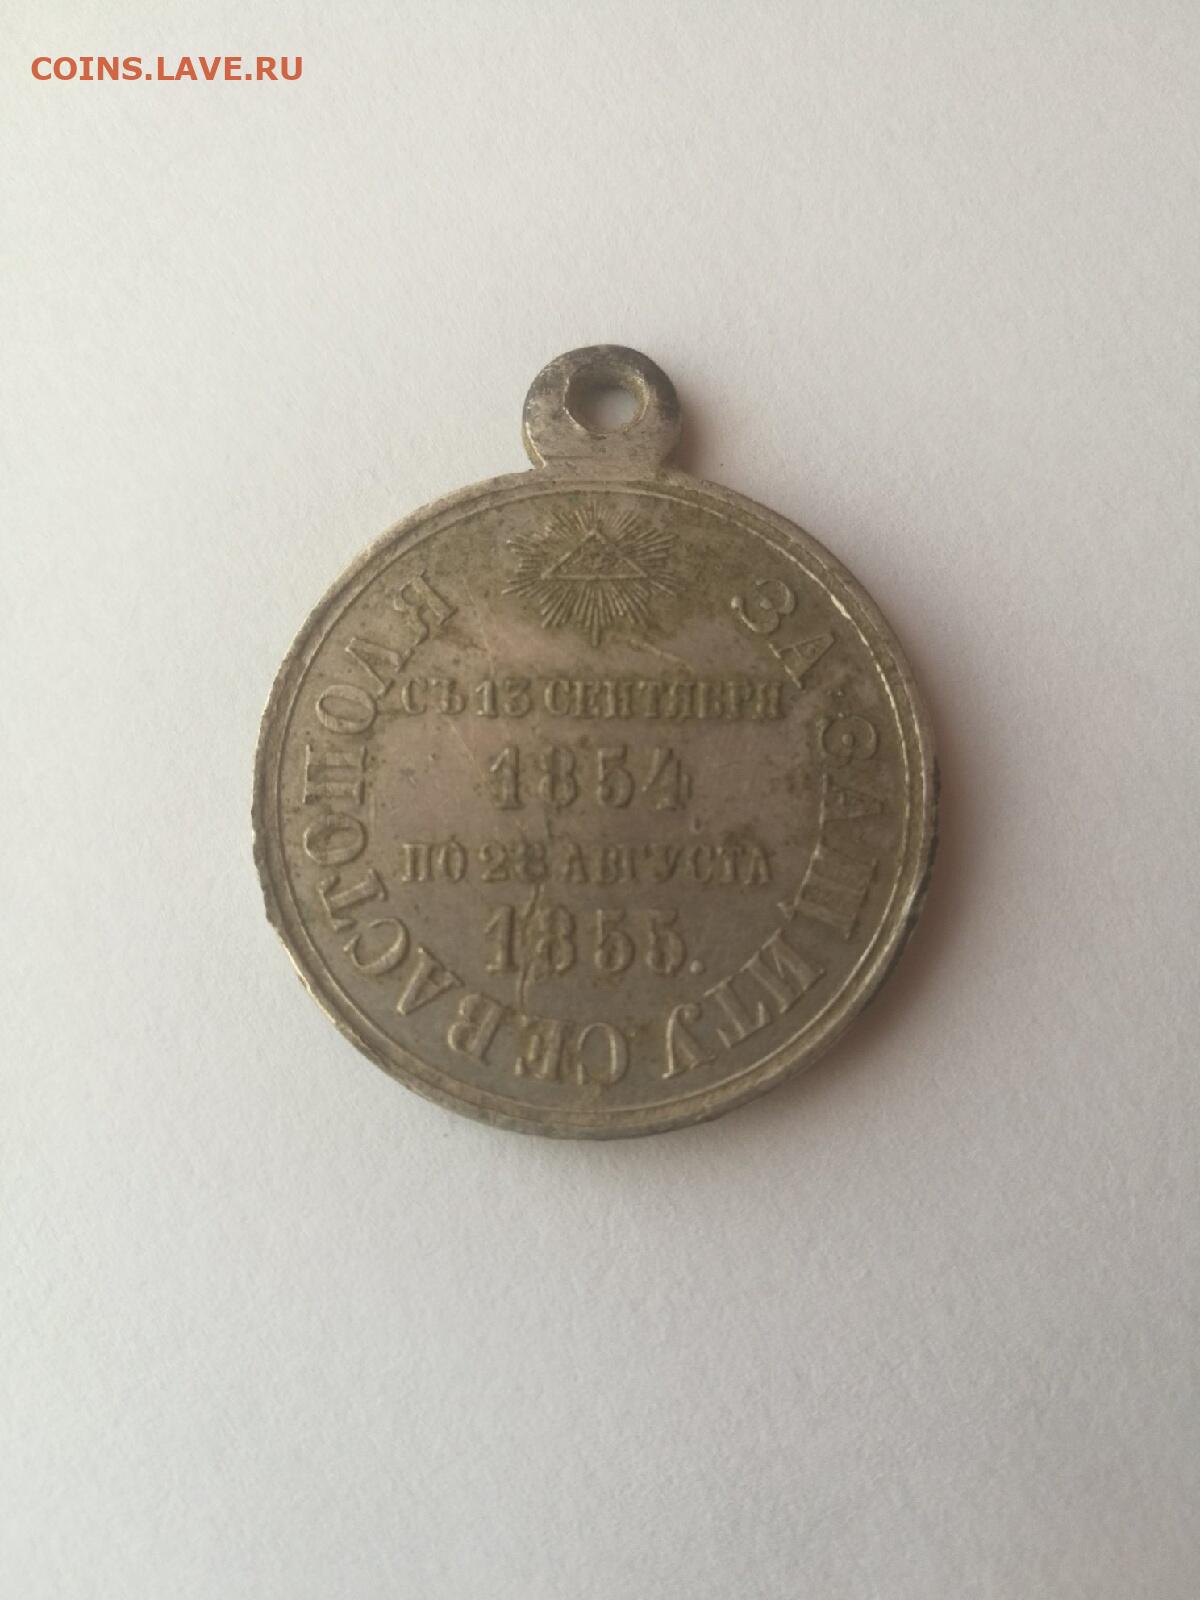 COINS.LAVE.RU
ЗА ЗАЩИТУ СЕВАСТОПОЛЯ
СЪ 13 СЕНТЯБРЯ
1854
ПО 28 АВГУСТА
1855.